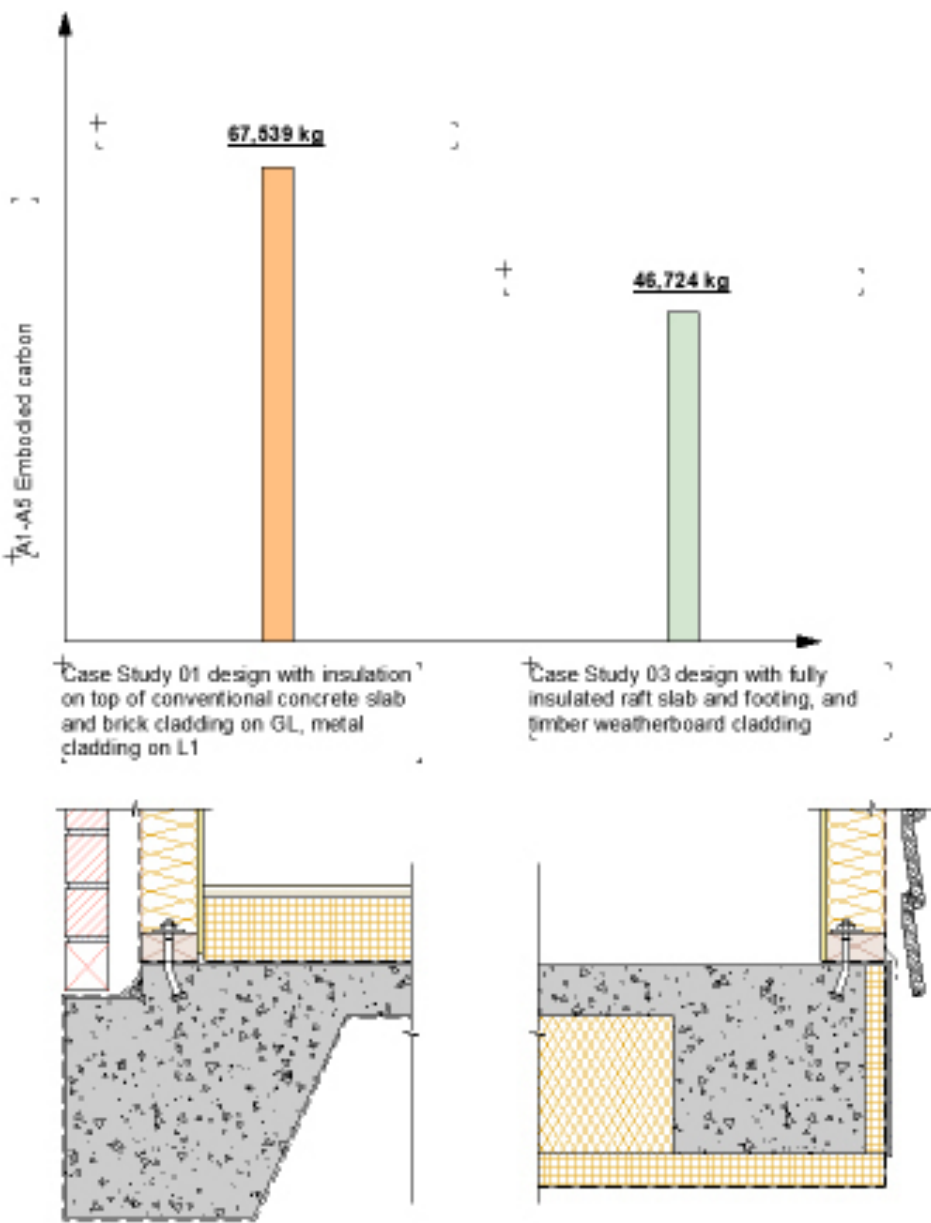 67,539 kg
46,724 kg
A1-A5 Embodied carbon
Case Study 01 design with insulation
on top of conventional concrete slab
and brick cladding on GL, metal
cladding on L1
Case Study 03 design with fully
insulated raft slab and footing, and
timber weatherboard cladding